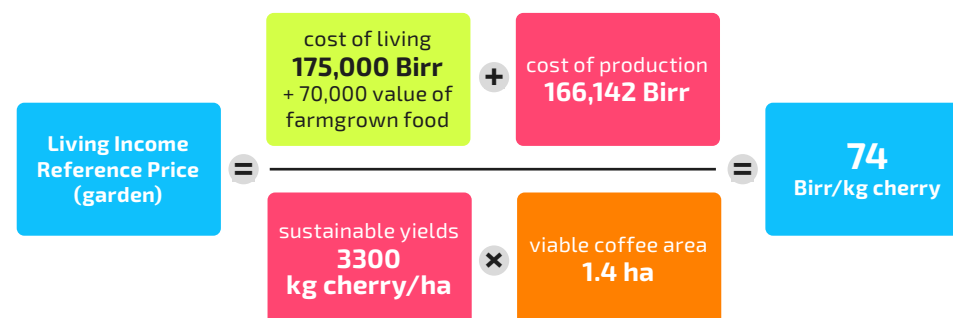 Living Income
Reference Price
(garden)
=
cost of living
175,000 Birr
+ 70,000 value of
farmgrown food
+
cost of production
166,142 Birr
sustainable yields
3300
kg cherry/ha
×
viable coffee area
1.4 ha
=
74
Birr/kg cherry